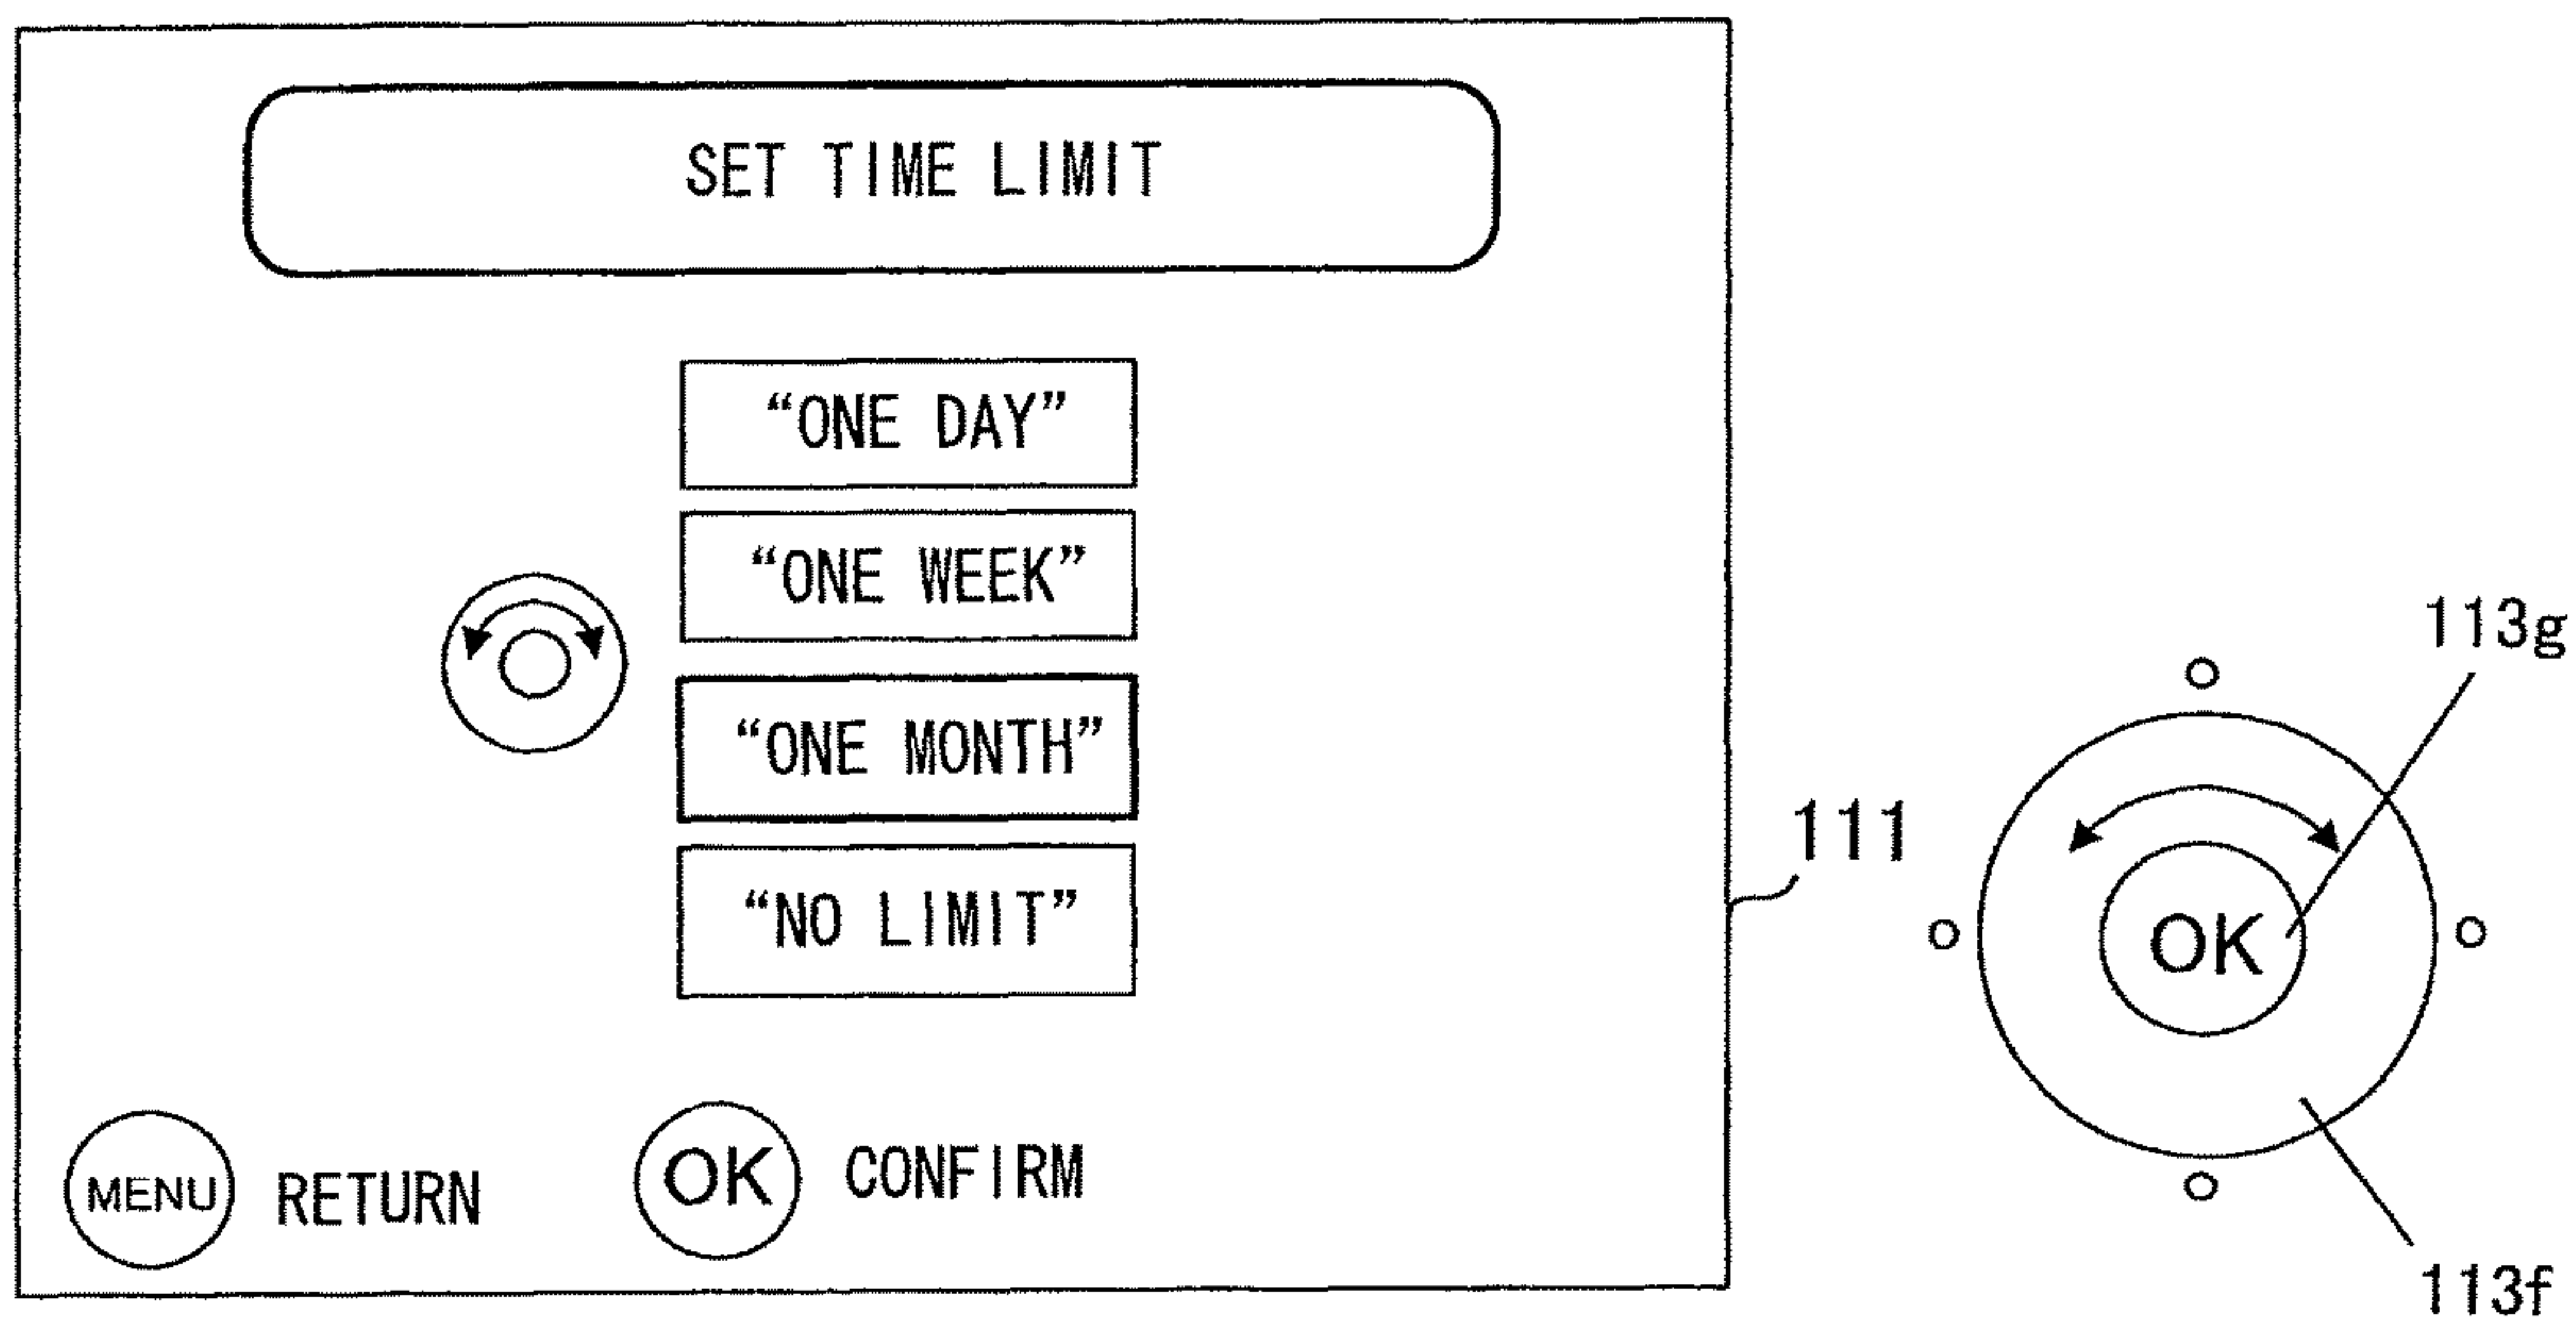 SET TIME LIMIT
“ONE DAY”
“ONE WEEK”
“ONE MONTH”
“NO LIMIT”
MENU RETURN
OK CONFIRM
111
113g
OK
113f